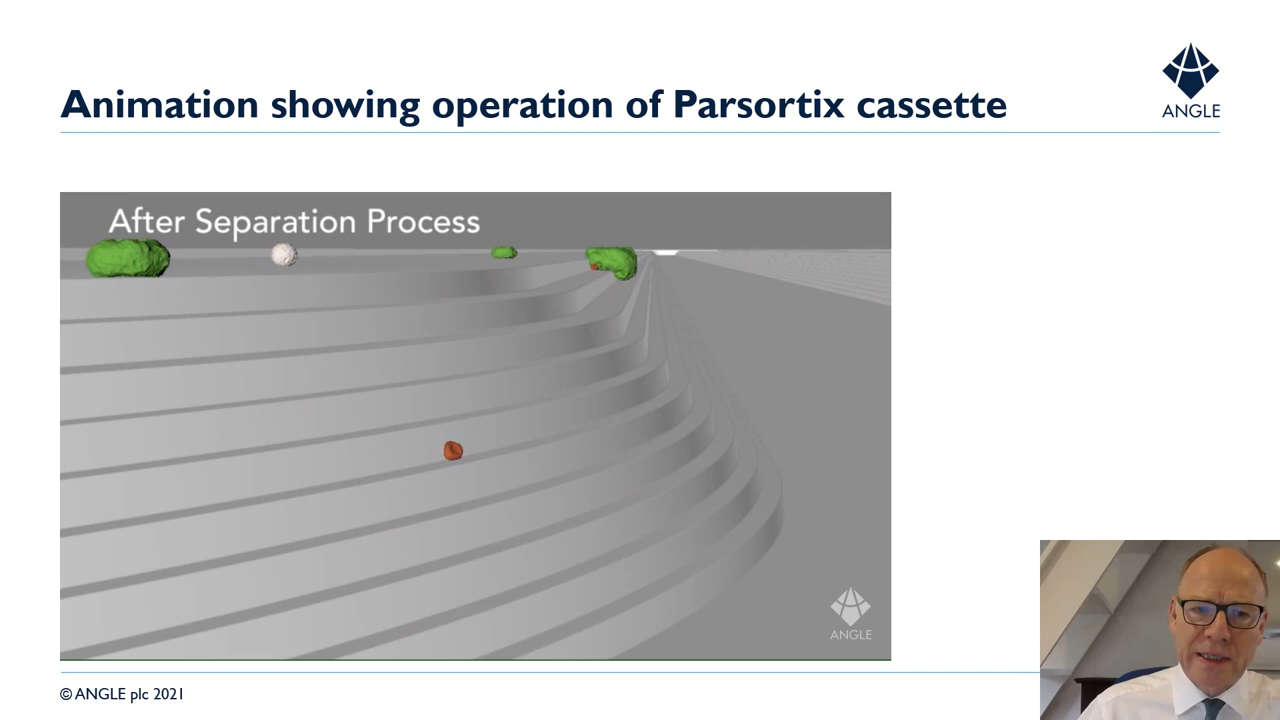 Animation showing operation of Parsortix cassette
ANGLE
After Separation Process
ANGLE
© ANGLE plc 2021